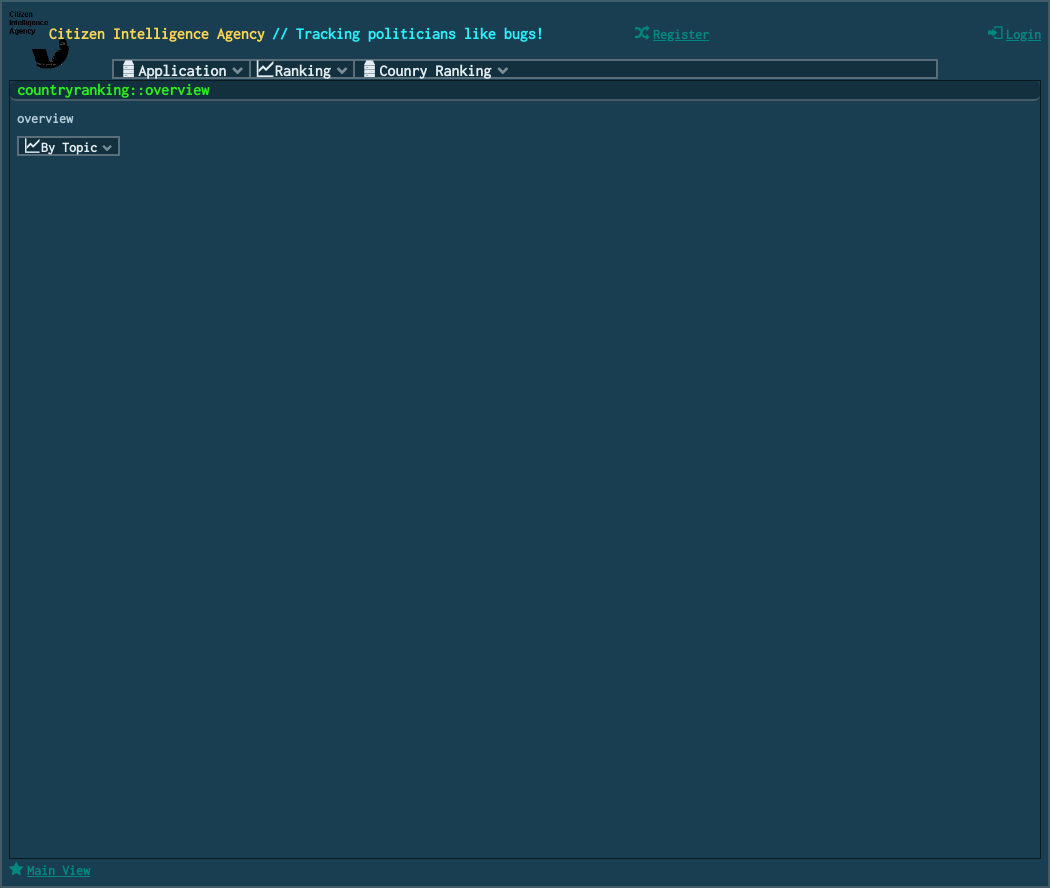 Citizen
Intelligence
Agency
Citizen Intelligence Agency // Tracking politicians like bugs!
Register
Login
Application
Ranking
Counry Ranking
countryranking::overview
overview
By Topic
Main View